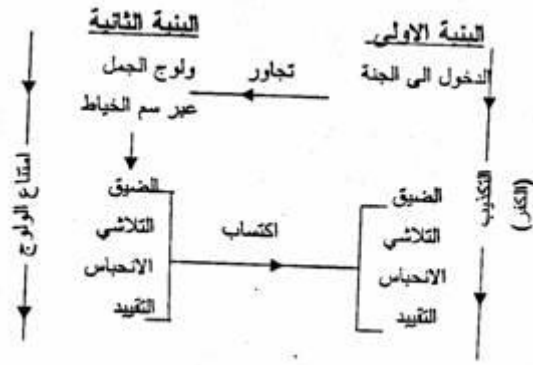 البنية الاولى
البنية الثانية
الدخول الى الجنة
تجاور
ولوج الجمل
عبر سم الخياط
الضيق
التلاشي
الانحباس
التقييد
اكتساب
الضيق
التلاشي
الانحباس
التقييد
التكذيب
(الكفر)
امتناع الولوج